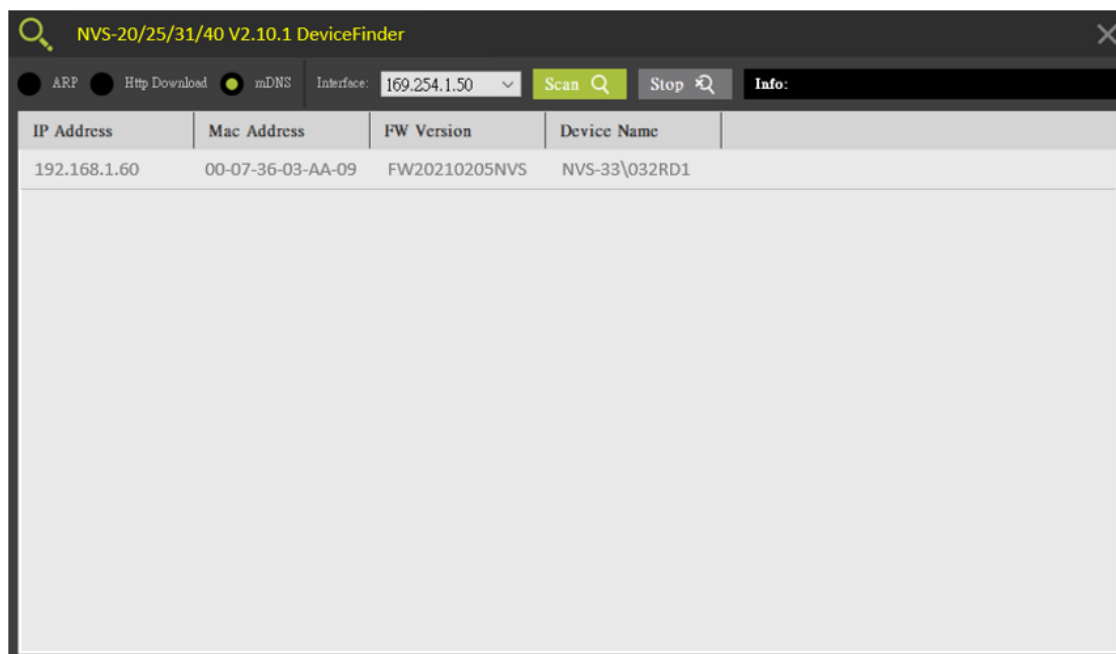 NVS-20/25/31/40 V2.10.1 DeviceFinder
ARP Http Download mDNS Interface: 169.254.1.50 Scan Stop Info:
IP Address Mac Address FW Version Device Name
192.168.1.60 00-07-36-03-AA-09 FW20210205NVS NVS-33\032RD1